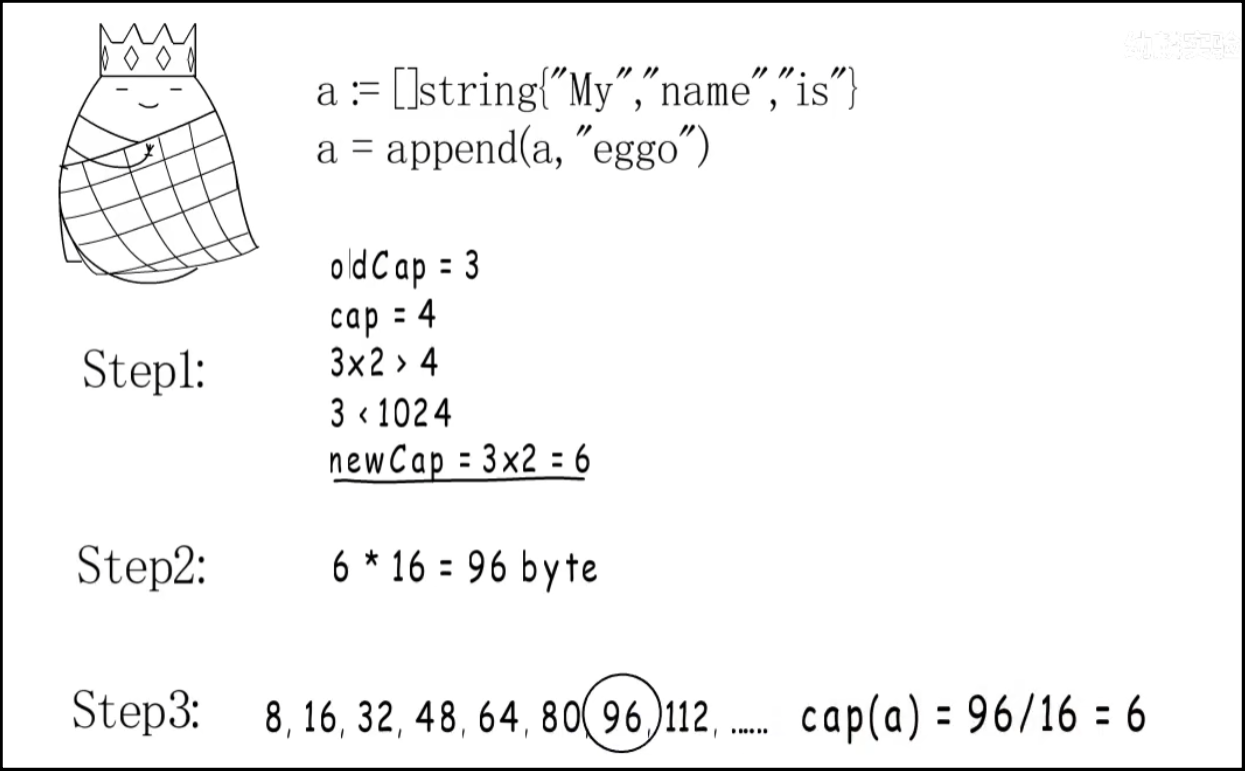 a := []string{"My","name","is"}
a = append(a, "eggo")
oldCap = 3
cap = 4
Step1:
3x2 > 4
3 < 1024
newCap = 3x2 = 6
Step2:
6 * 16 = 96 byte
Step3:
8, 16, 32, 48, 64, 80, 96, 112, ...... cap(a) = 96/16 = 6